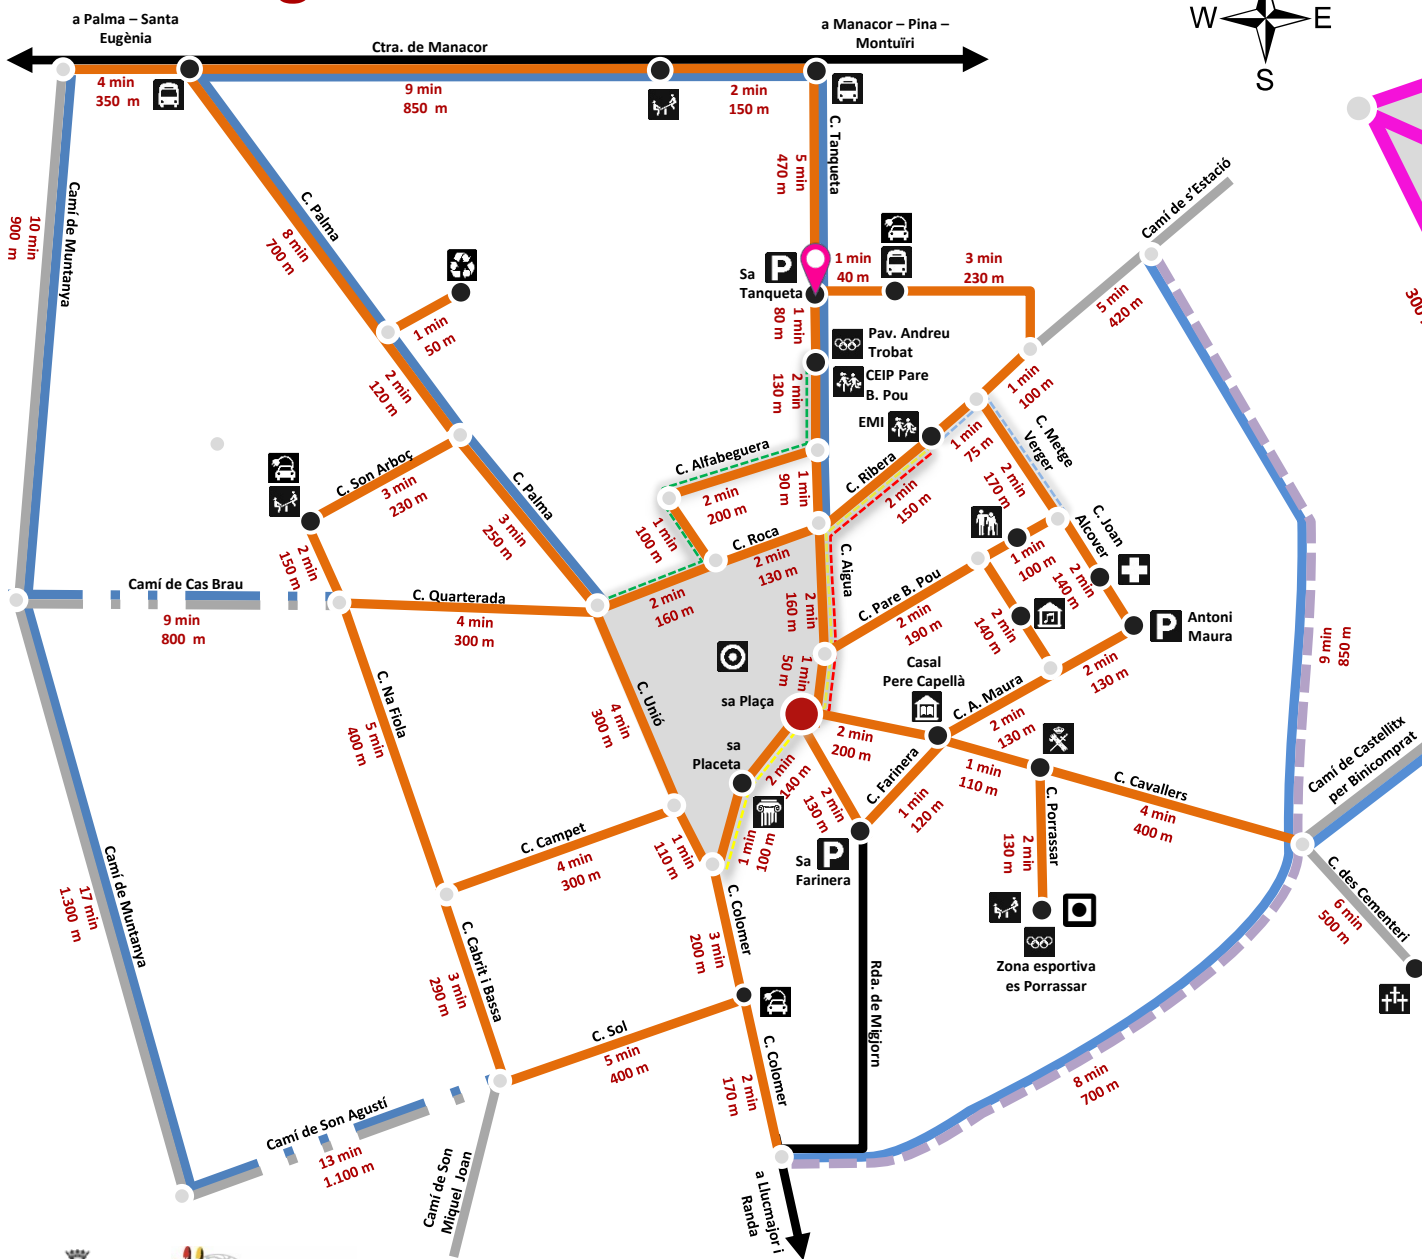 a Palma – Santa
Eugènia
Ctra. de Manacor
a Manacor – Pina –
Montuïri
W
E
S
4 min
350 m
9 min
850 m
2 min
150 m
C. Tanqueta
5 min
470 m
Camí de Muntanya
10 min
900 m
C. Palma
8 min
700 m
1 min
50 m
2 min
120 m
Sa
Tanqueta
P
1 min
40 m
3 min
230 m
1 min
80 m
Camí de s'Estació
5 min
420 m
300
Pav. Andreu
Trobat
CEIP Pare
B. Pou
2 min
130 m
EMI
1 min
100 m
1 min
75 m
C. Metge
Verger
2 min
170 m
C. Alfabeguera
2 min
200 m
1 min
90 m
C. Ribera
2 min
150 m
C. Son Arboç
3 min
230 m
C. Palma
3 min
250 m
1 min
100 m
C. Roca
2 min
130 m
2 min
160 m
C. Aigua
2 min
160 m
C. Joan
Alcover
2 min
140 m
1 min
100 m
C. Pare B. Pou
2 min
190 m
2 min
140 m
P
Antoni
Maura
2 min
150 m
Camí de Cas Brau
9 min
800 m
C. Quarterada
4 min
300 m
1 min
50 m
sa Plaça
Casal
Pere Capellà
C. A. Maura
2 min
130 m
2 min
130 m
9 min
850 m
C. Na Fiola
5 min
400 m
C. Unió
4 min
300 m
sa
Placeta
2 min
140 m
2 min
200 m
C. Farinera
1 min
120 m
1 min
110 m
C. Cavallers
4 min
400 m
Camí de Castellitx
per Binicomprat
2 min
130 m
Sa
Farinera
P
C. Porrassar
2 min
130 m
C. Campet
4 min
300 m
1 min
110 m
1 min
100 m
Camí de Muntanya
17 min
1.300 m
C. des Cementeri
6 min
500 m
C. Colomer
3 min
200 m
C. Cabrit i Bassa
3 min
290 m
Zona esportiva
es Porrassar
Rda. de Migjorn
C. Sol
5 min
400 m
C. Colomer
2 min
170 m
8 min
700 m
Camí de Son Agustí
13 min
1.100 m
Camí de Son
Miquel Joan
a Llucmajor i
Randa